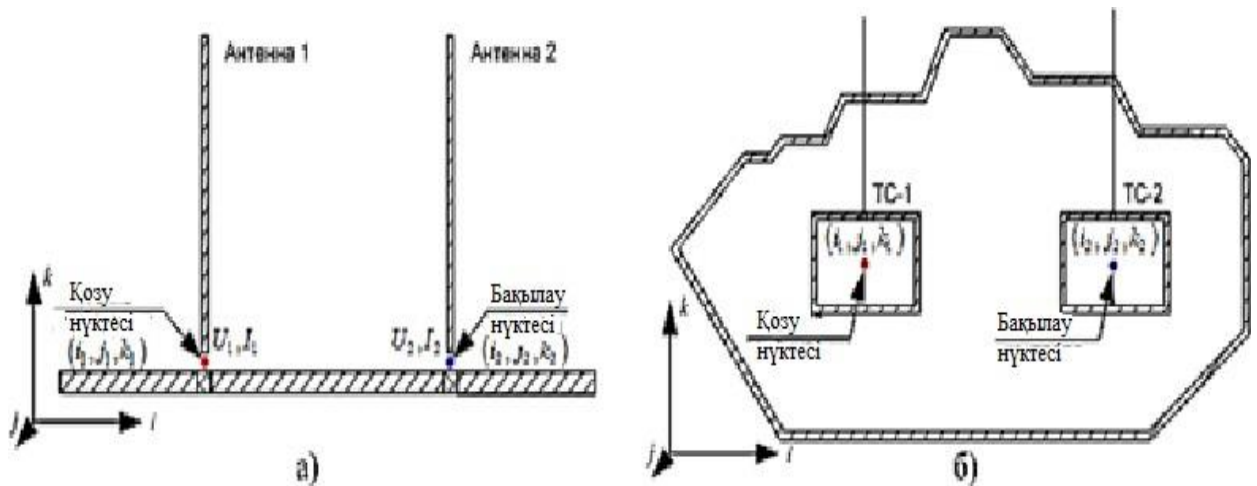 Антенна 1
Антенна 2
k
Қозу
нүктесі
(i₁, j₁, k₁)
U₁, I₁
U₂, I₂
Бақылау
нүктесі
(i₂, j₂, k₂)
j
i
а)
ТС-1
(i₁, j₁, k₁)
ТС-2
(i₂, j₂, k₂)
k
Қозу
нүктесі
Бақылау
нүктесі
j
i
б)